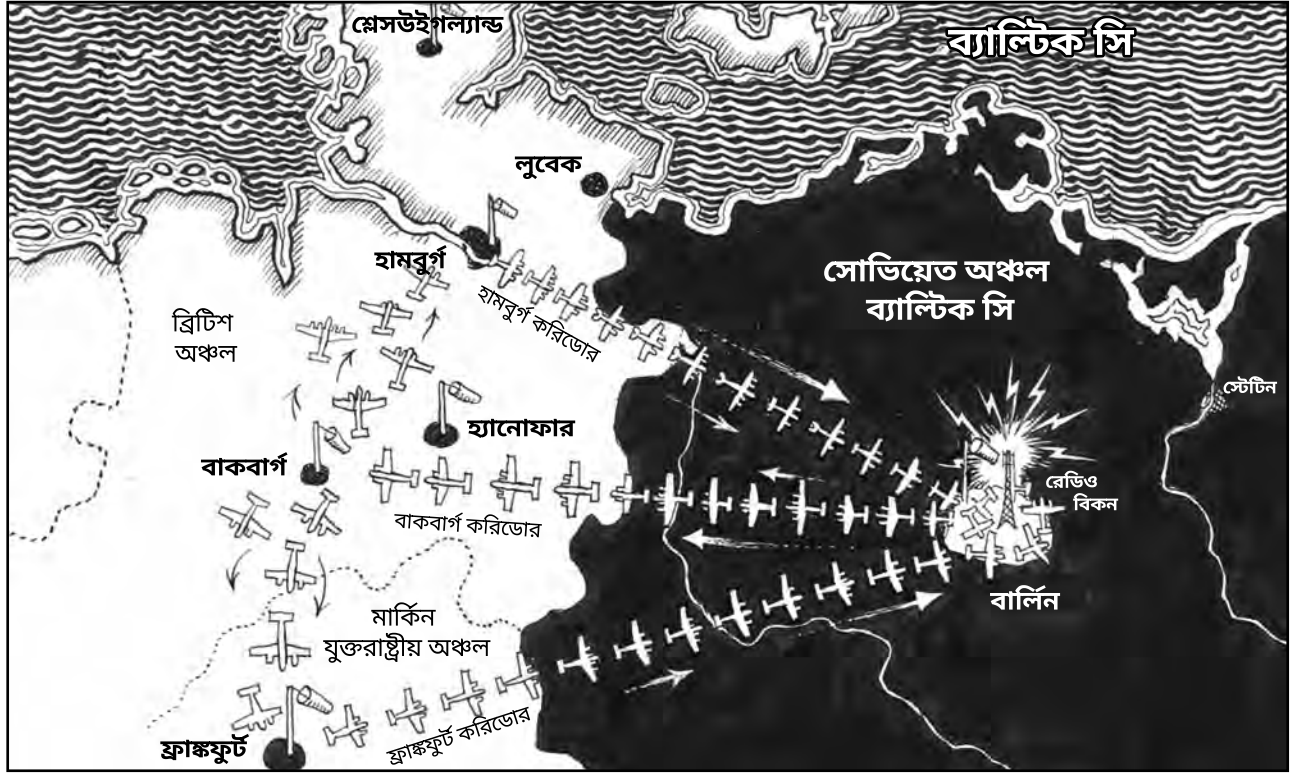 শ্লেসউইগল্যান্ড
ব্যাল্টিক সি
লুবেক
হামবুর্গ
হামবুর্গ করিডোর
সোভিয়েত অঞ্চল
ব্যাল্টিক সি
ব্রিটিশ
অঞ্চল
স্টেটিন
হ্যানোফার
বাকবার্গ
রেডিও
বিকন
বাকবার্গ করিডোর
বার্লিন
মার্কিন
যুক্তরাষ্ট্রীয় অঞ্চল
ফ্রাঙ্কফুর্ট করিডোর
ফ্রাঙ্কফুর্ট